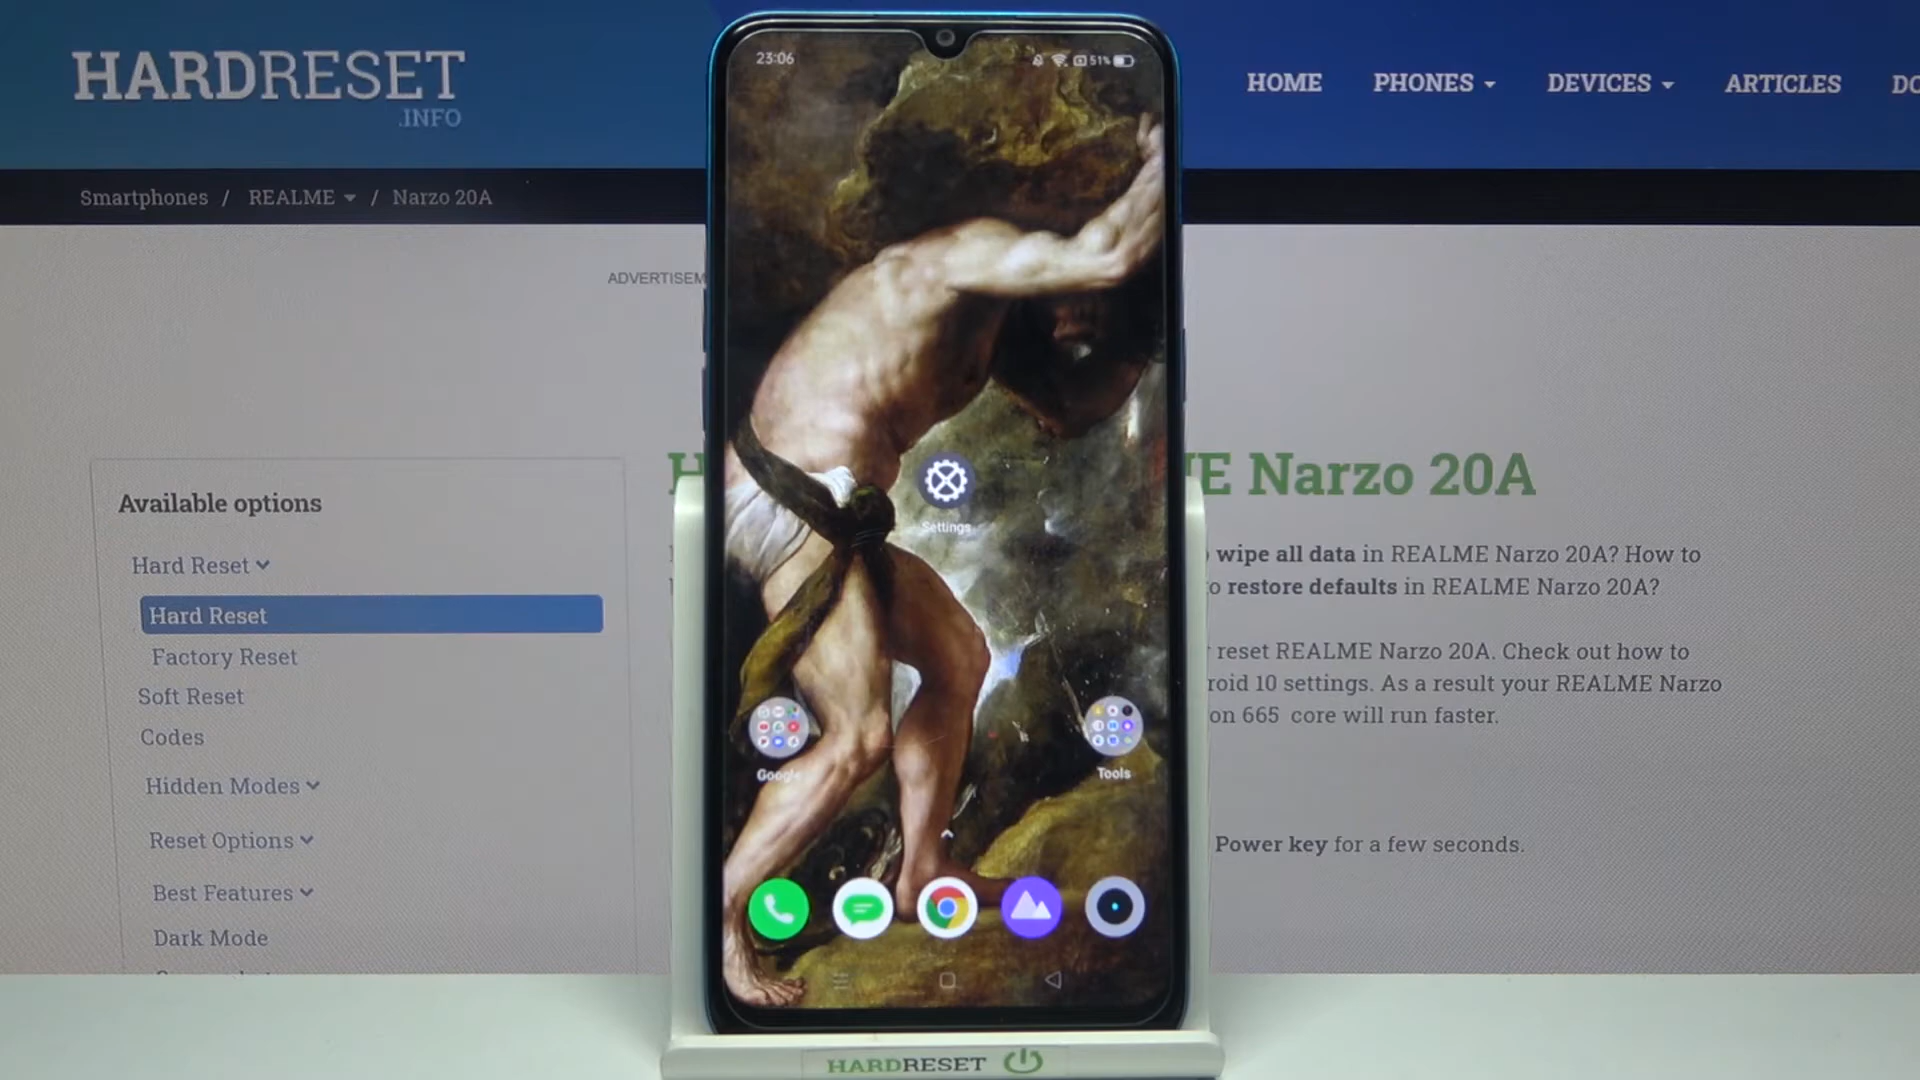 HARDRESET
.INFO
HOME PHONES DEVICES ARTICLES
Smartphones / REALME / Narzo 20A
23:06
51%
ADVERTISEM
E Narzo 20A
Available options
Hard Reset
Hard Reset
Factory Reset
Soft Reset
Codes
Hidden Modes
Reset Options
Best Features
Dark Mode
wipe all data in REALME Narzo 20A? How to
restore defaults in REALME Narzo 20A?
reset REALME Narzo 20A. Check out how to
roid 10 settings. As a result your REALME Narzo
on 665 core will run faster.
Power key for a few seconds.
Settings
Google
Tools
HARDRESET